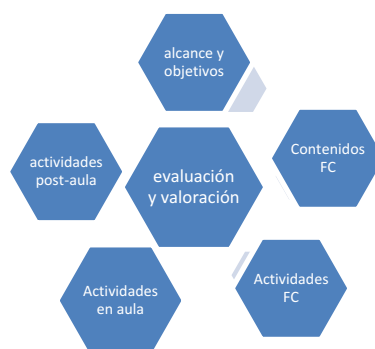 alcance y
objetivos
Contenidos
FC
actividades
post-aula
evaluación
y valoración
Actividades
FC
Actividades
en aula